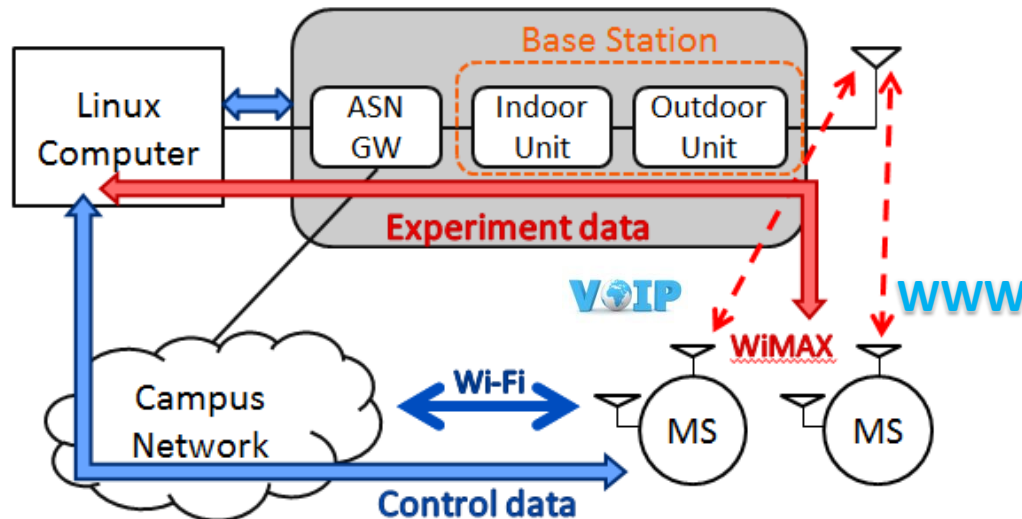 Base Station
Linux
Computer
ASN
GW
Indoor
Unit
Outdoor
Unit
Experiment data
VOIP
WWW
WiMAX
Wi-Fi
Campus
Network
MS
MS
Control data